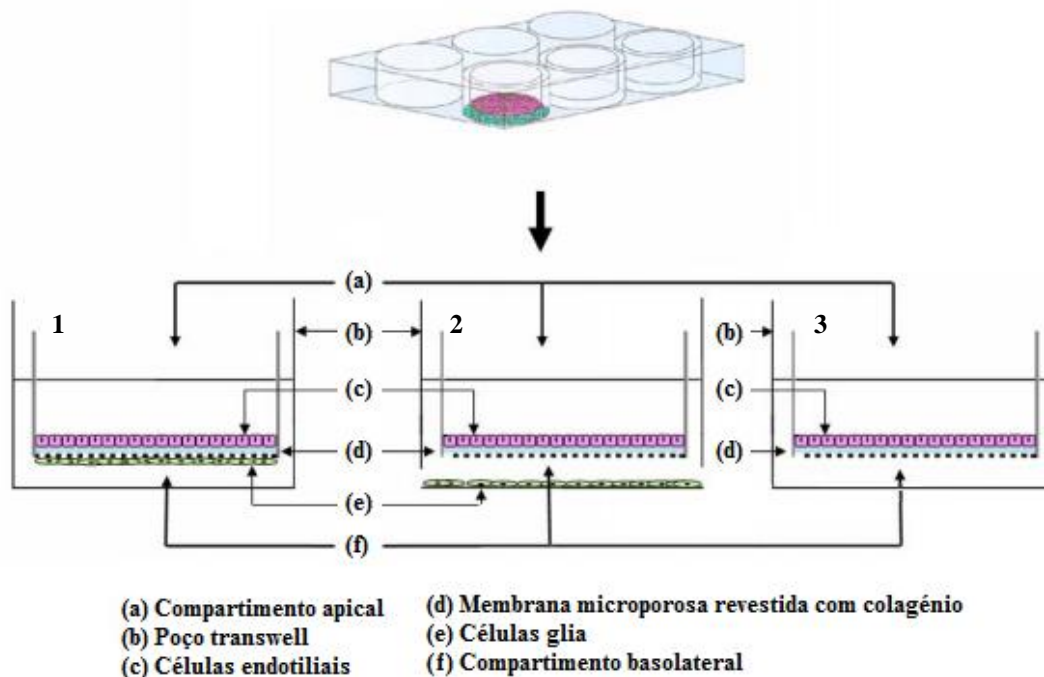 (a)
1
(b)
2
(b)
3
(c)
(c)
(d)
(d)
(e)
(f)
(a) Compartimento apical
(b) Poço transwell
(c) Células endotiliais
(d) Membrana microporosa revestida com colagénio
(e) Células glia
(f) Compartimento basolateral